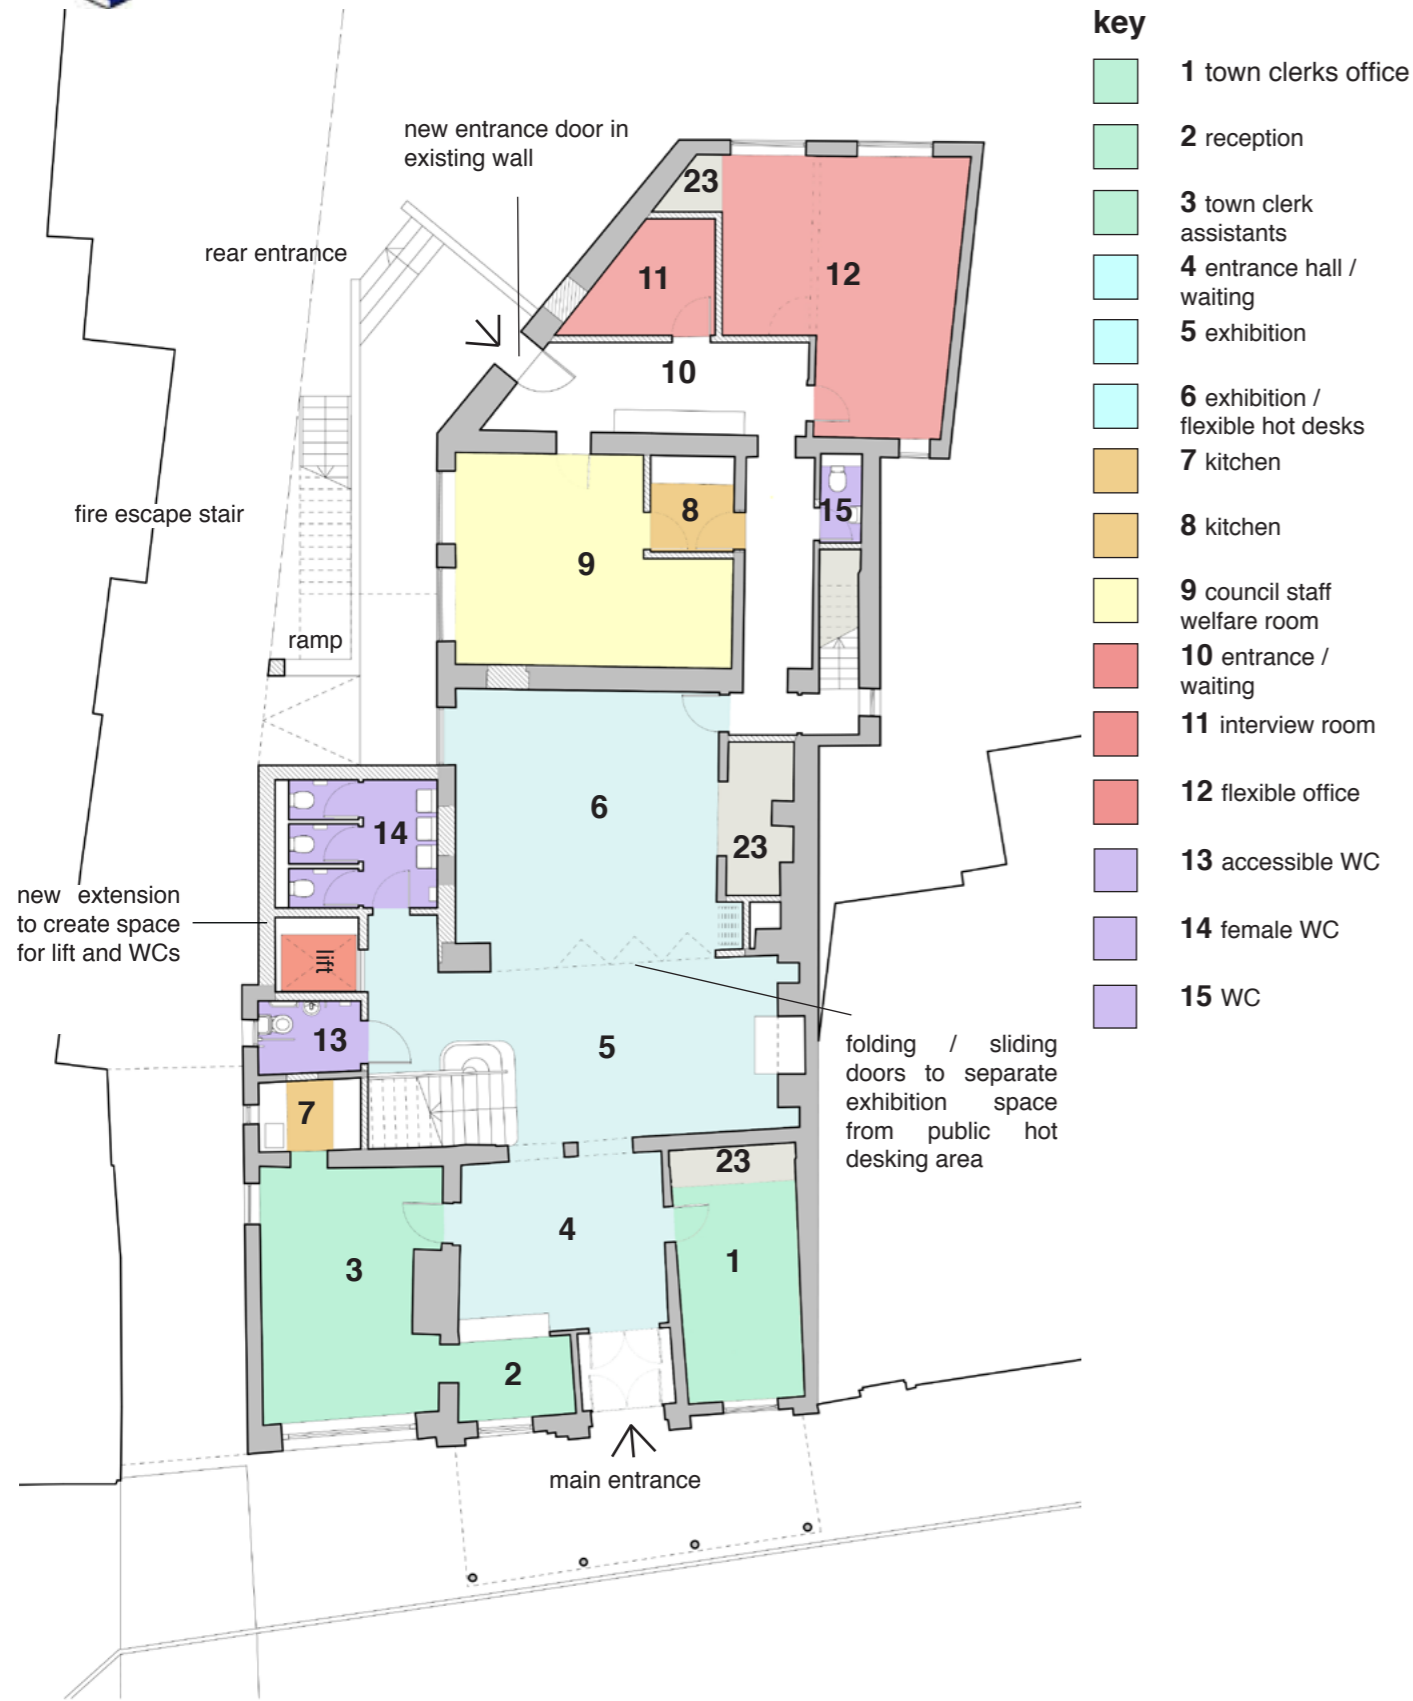 key
1 town clerks office
2 reception
3 town clerk
assistants
4 entrance hall /
waiting
5 exhibition
6 exhibition /
flexible hot desks
7 kitchen
8 kitchen
9 council staff
welfare room
10 entrance /
waiting
11 interview room
12 flexible office
13 accessible WC
14 female WC
15 WC
new entrance door in
existing wall
rear entrance
23
11
12
10
fire escape stair
8
15
9
ramp
6
14
23
new extension
to create space
for lift and WCs
lift
13
5
folding / sliding
doors to separate
exhibition space
from public hot
desking area
7
23
4
3
1
2
main entrance